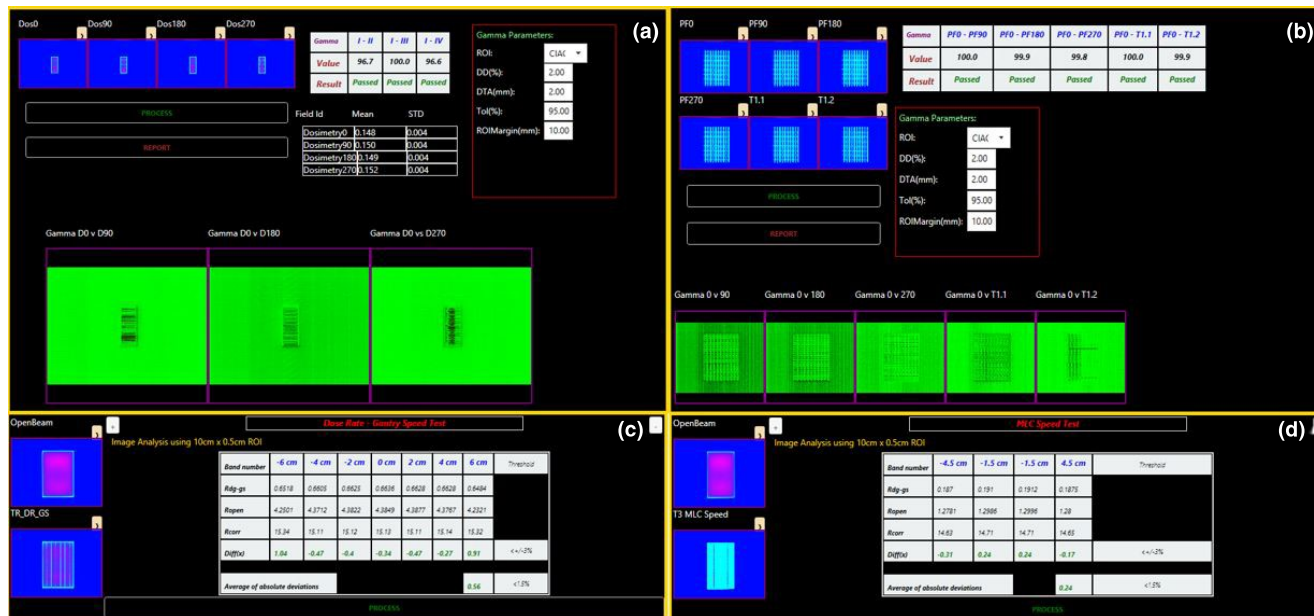 (a)
Dos0 Dos90 Dos180 Dos270
Gamma I - II I - III I - IV
Value 96.7 100.0 96.6
Result Passed Passed Passed
PROCESS
REPORT
Field Id Mean STD
Dosimetry0 0.148 0.004
Dosimetry90 0.150 0.004
Dosimetry180 0.149 0.004
Dosimetry270 0.152 0.004
Gamma Parameters:
ROI: CIAO
DD(%): 2.00
DTA(mm): 2.00
Tol(%): 95.00
ROIMargin(mm): 10.00
Gamma D0 v D90 Gamma D0 v D180 Gamma D0 vs D270
(b)
PF0 PF90 PF180
PF270 T1.1 T1.2
Gamma PF0 - PF90 PF0 - PF180 PF0 - PF270 PF0 - T1.1 PF0 - T1.2
Value 100.0 99.9 99.8 100.0 99.9
Result Passed Passed Passed Passed Passed
PROCESS
REPORT
Gamma Parameters:
ROI: CIAO
DD(%): 2.00
DTA(mm): 2.00
Tol(%): 95.00
ROIMargin(mm): 10.00
Gamma 0 v 90 Gamma 0 v 180 Gamma 0 v 270 Gamma 0 v T1.1 Gamma 0 v T1.2
(c)
OpenBeam
+
Dose Rate - Gantry Speed Test
-
Image Analysis using 10cm x 0.5cm ROI
TR_DR_GS
Band number -6 cm -4 cm -2 cm 0 cm 2 cm 4 cm 6 cm Threshold
Rdg-gs 0.6518 0.6605 0.6625 0.6636 0.6628 0.6628 0.6484
Ropen 4.2501 4.3712 4.3822 4.3849 4.3877 4.3767 4.2321
Rcorr 15.34 15.11 15.12 15.13 15.11 15.14 15.32
Diff(x) 1.04 -0.47 -0.4 -0.34 -0.47 -0.27 0.91 <+/-3%
Average of absolute deviations 0.56 <1.5%
PROCESS
(d)
OpenBeam
+
MLC Speed Test
Image Analysis using 10cm x 0.5cm ROI
T3 MLC Speed
Band number -4.5 cm -1.5 cm -1.5 cm 4.5 cm Threshold
Rdg-gs 0.187 0.191 0.1912 0.1875
Ropen 1.2781 1.2986 1.2996 1.28
Rcorr 14.63 14.71 14.71 14.65
Diff(x) -0.31 0.24 0.24 -0.17 <+/-3%
Average of absolute deviations 0.24 <1.5%
PROCESS